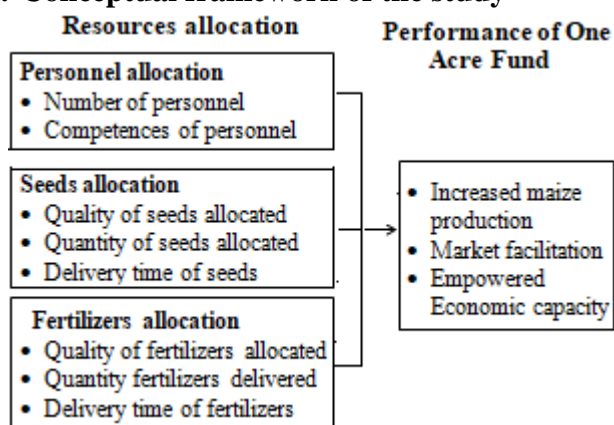 . Conceptual framework of the study
Resources allocation
Personnel allocation
• Number of personnel
• Competences of personnel
Seeds allocation
• Quality of seeds allocated
• Quantity of seeds allocated
• Delivery time of seeds
Fertilizers allocation
• Quality of fertilizers allocated
• Quantity fertilizers delivered
• Delivery time of fertilizers
Performance of One
Acre Fund
• Increased maize
production
• Market facilitation
• Empowered
Economic capacity